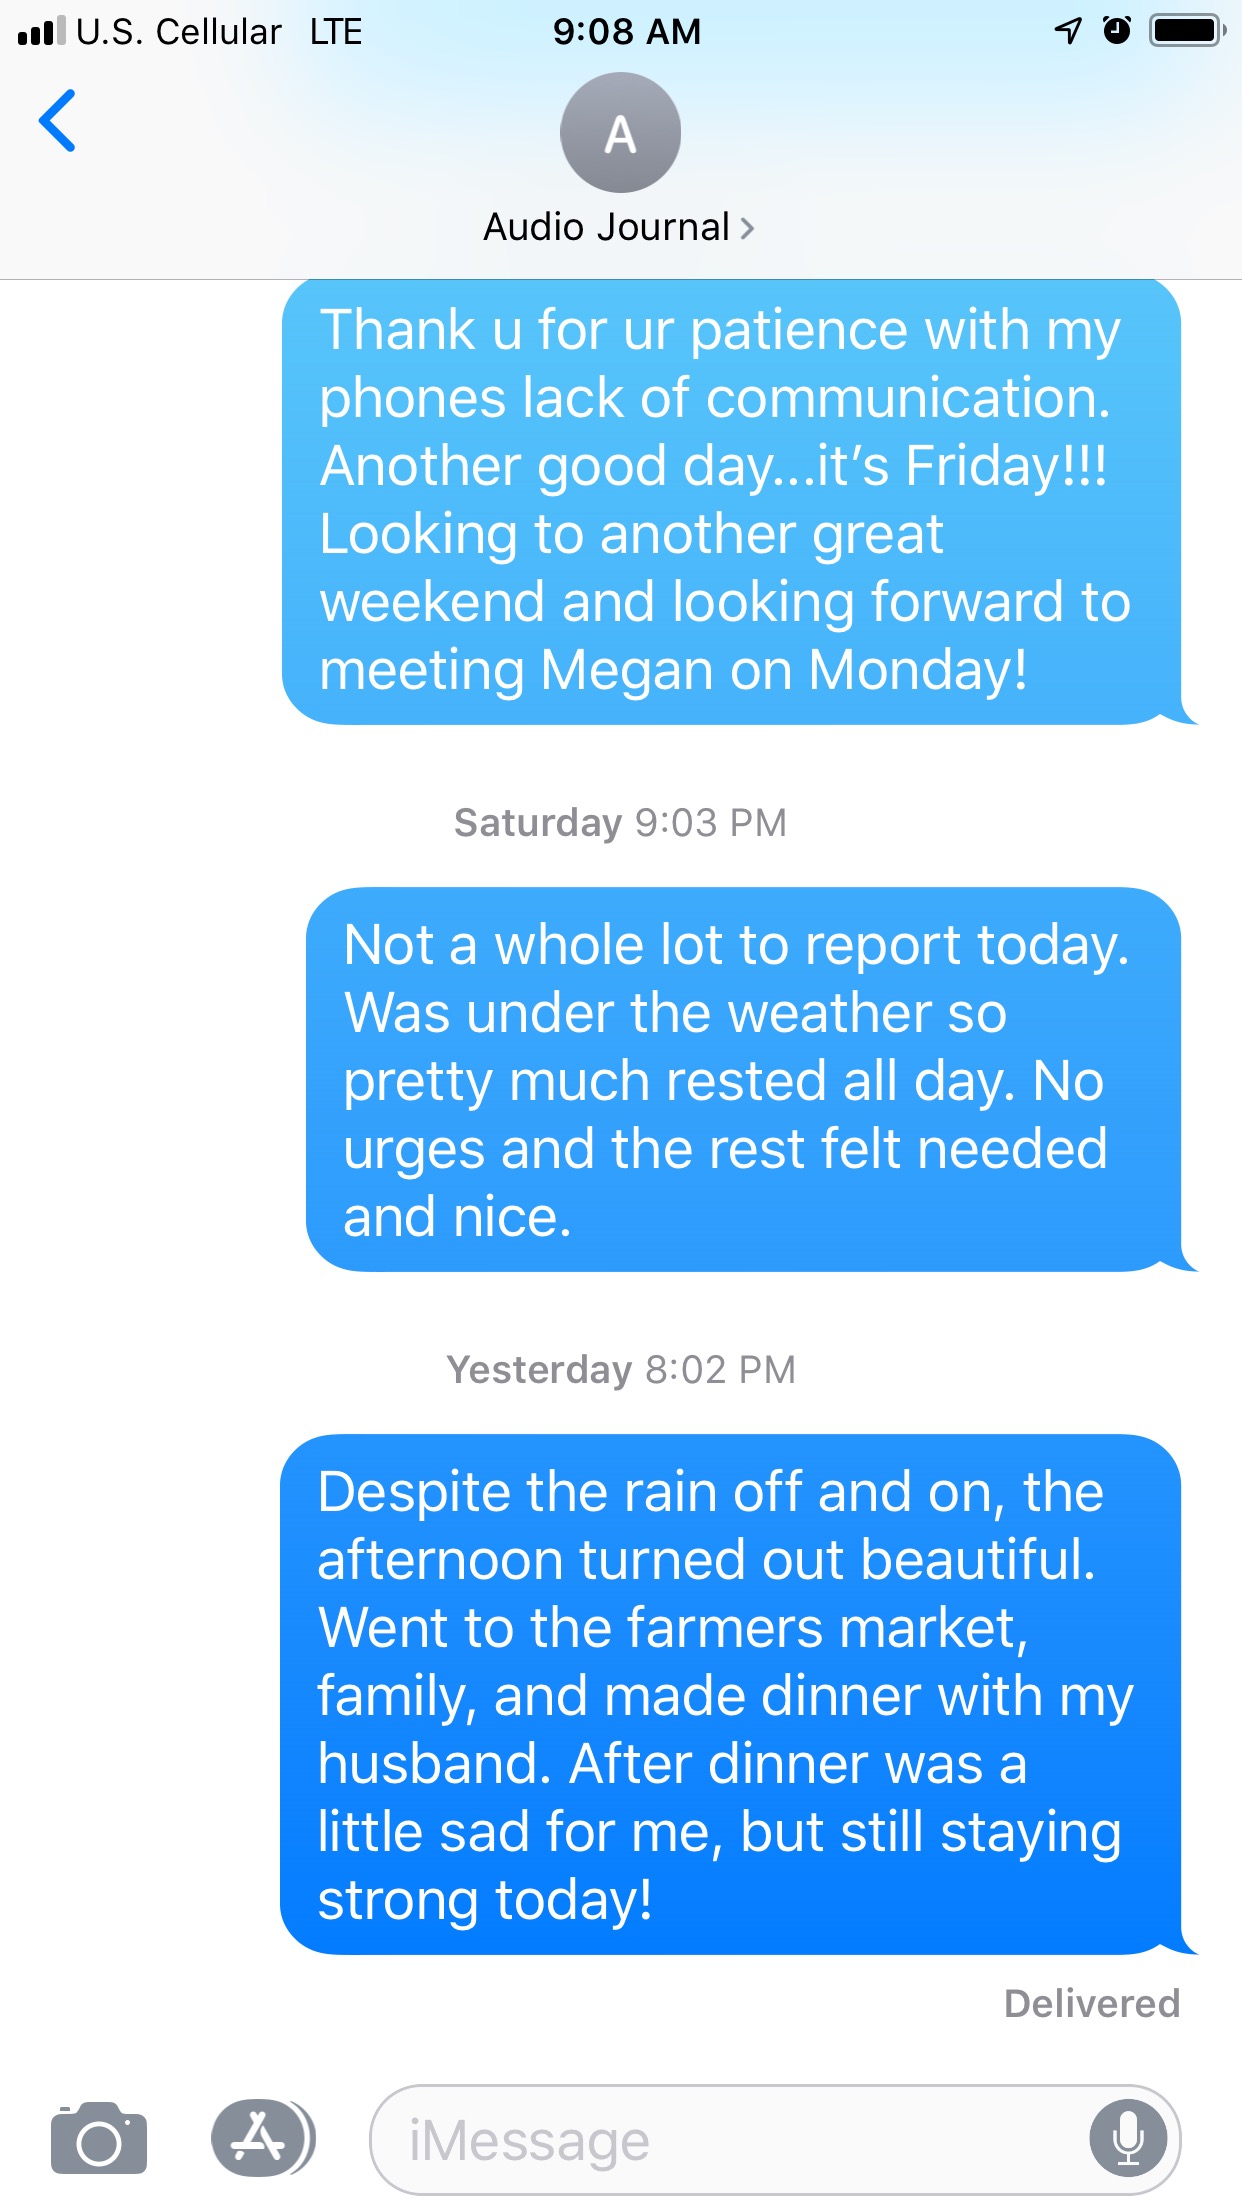 U.S. Cellular LTE 9:08 AM
A
Audio Journal
Thank u for ur patience with my
phones lack of communication.
Another good day...it’s Friday!!!
Looking to another great
weekend and looking forward to
meeting Megan on Monday!
Saturday 9:03 PM
Not a whole lot to report today.
Was under the weather so
pretty much rested all day. No
urges and the rest felt needed
and nice.
Yesterday 8:02 PM
Despite the rain off and on, the
afternoon turned out beautiful.
Went to the farmers market,
family, and made dinner with my
husband. After dinner was a
little sad for me, but still staying
strong today!
Delivered
iMessage